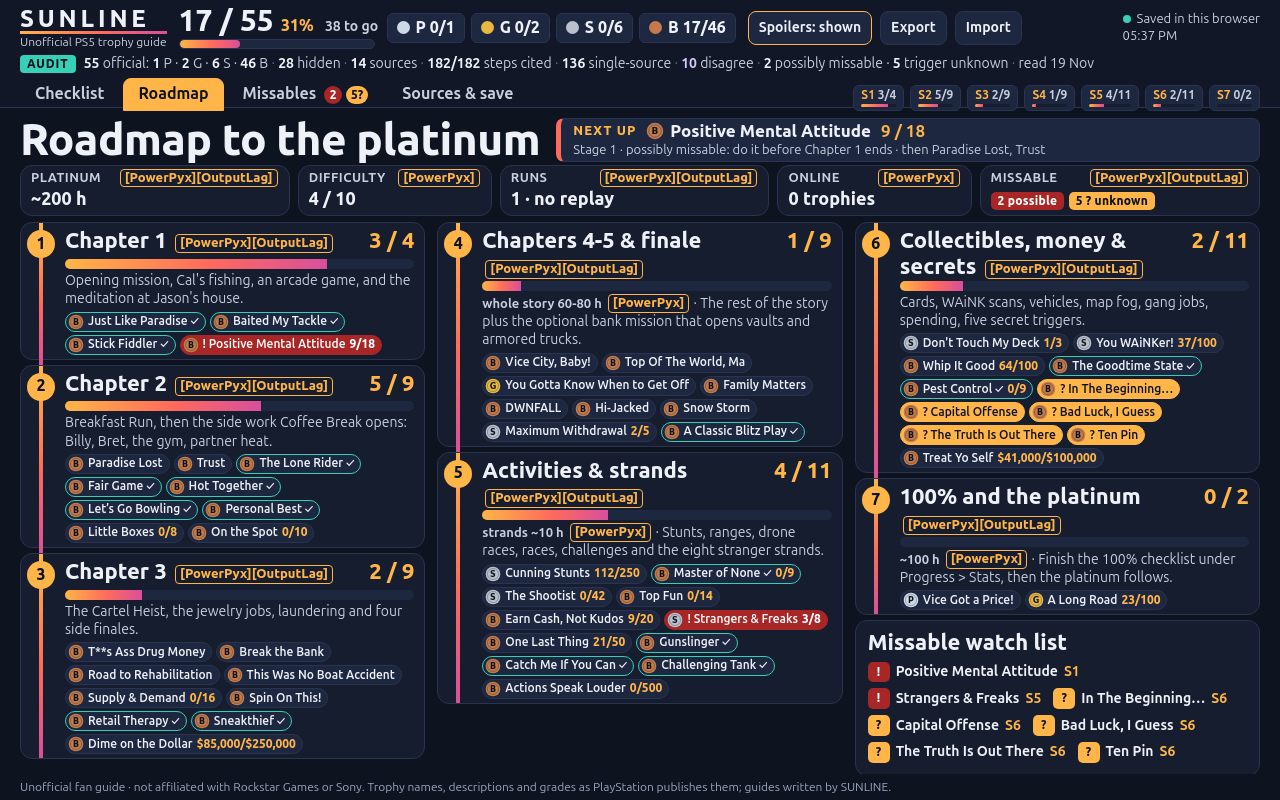 SUNLINE
Unofficial PS5 trophy guide
17 / 55 31% 38 to go
P 0/1
G 0/2
S 0/6
B 17/46
Spoilers: shown
Export
Import
Saved in this browser
05:37 PM
AUDIT 55 official: 1 P · 2 G · 6 S · 46 B · 28 hidden · 14 sources · 182/182 steps cited · 136 single-source · 10 disagree · 2 possibly missable · 5 trigger unknown · read 19 Nov
Checklist
Roadmap
Missables 2 5?
Sources & save
S1 3/4
S2 5/9
S3 2/9
S4 1/9
S5 4/11
S6 2/11
S7 0/2
Roadmap to the platinum
NEXT UP B Positive Mental Attitude 9 / 18
Stage 1 · possibly missable: do it before Chapter 1 ends · then Paradise Lost, Trust
PLATINUM [PowerPyx][OutputLag]
~200 h
DIFFICULTY [PowerPyx]
4 / 10
RUNS [PowerPyx][OutputLag]
1 · no replay
ONLINE [PowerPyx]
0 trophies
MISSABLE [PowerPyx][OutputLag]
2 possible 5 ? unknown
1 Chapter 1 [PowerPyx][OutputLag] 3 / 4
Opening mission, Cal's fishing, an arcade game, and the
meditation at Jason's house.
B Just Like Paradise ✓ B Baited My Tackle ✓
B Stick Fiddler ✓ B ! Positive Mental Attitude 9/18
2 Chapter 2 [PowerPyx][OutputLag] 5 / 9
Breakfast Run, then the side work Coffee Break opens:
Billy, Bret, the gym, partner heat.
B Paradise Lost B Trust B The Lone Rider ✓
B Fair Game ✓ B Hot Together ✓
B Let's Go Bowling ✓ B Personal Best ✓
B Little Boxes 0/8 B On the Spot 0/10
3 Chapter 3 [PowerPyx][OutputLag] 2 / 9
The Cartel Heist, the jewelry jobs, laundering and four
side finales.
B T**s Ass Drug Money B Break the Bank
B Road to Rehabilitation B This Was No Boat Accident
B Supply & Demand 0/16 B Spin On This!
B Retail Therapy ✓ B Sneakthief ✓
B Dime on the Dollar $85,000/$250,000
4 Chapters 4-5 & finale 1 / 9
[PowerPyx][OutputLag]
whole story 60-80 h [PowerPyx] · The rest of the story
plus the optional bank mission that opens vaults and
armored trucks.
B Vice City, Baby! B Top Of The World, Ma
G You Gotta Know When to Get Off B Family Matters
B DWNFALL B Hi-Jacked B Snow Storm
S Maximum Withdrawal 2/5 B A Classic Blitz Play ✓
5 Activities & strands 4 / 11
[PowerPyx][OutputLag]
strands ~10 h [PowerPyx] · Stunts, ranges, drone
races, races, challenges and the eight stranger strands.
S Cunning Stunts 112/250 B Master of None ✓ 0/9
S The Shootist 0/42 B Top Fun 0/14
B Earn Cash, Not Kudos 9/20 S ! Strangers & Freaks 3/8
B One Last Thing 21/50 B Gunslinger ✓
B Catch Me If You Can ✓ B Challenging Tank ✓
B Actions Speak Louder 0/500
6 Collectibles, money & 2 / 11
secrets [PowerPyx][OutputLag]
Cards, WAiNK scans, vehicles, map fog, gang jobs,
spending, five secret triggers.
S Don't Touch My Deck 1/3 S You WAiNKer! 37/100
B Whip It Good 64/100 B The Goodtime State ✓
B Pest Control ✓ 0/9 B ? In The Beginning...
B ? Capital Offense B ? Bad Luck, I Guess
B ? The Truth Is Out There B ? Ten Pin
B Treat Yo Self $41,000/$100,000
7 100% and the platinum 0 / 2
[PowerPyx][OutputLag]
~100 h [PowerPyx] · Finish the 100% checklist under
Progress > Stats, then the platinum follows.
P Vice Got a Price! G A Long Road 23/100
Missable watch list
! Positive Mental Attitude S1
! Strangers & Freaks S5 ? In The Beginning... S6
? Capital Offense S6 ? Bad Luck, I Guess S6
? The Truth Is Out There S6 ? Ten Pin S6
Unofficial fan guide · not affiliated with Rockstar Games or Sony. Trophy names, descriptions and grades as PlayStation publishes them; guides written by SUNLINE.